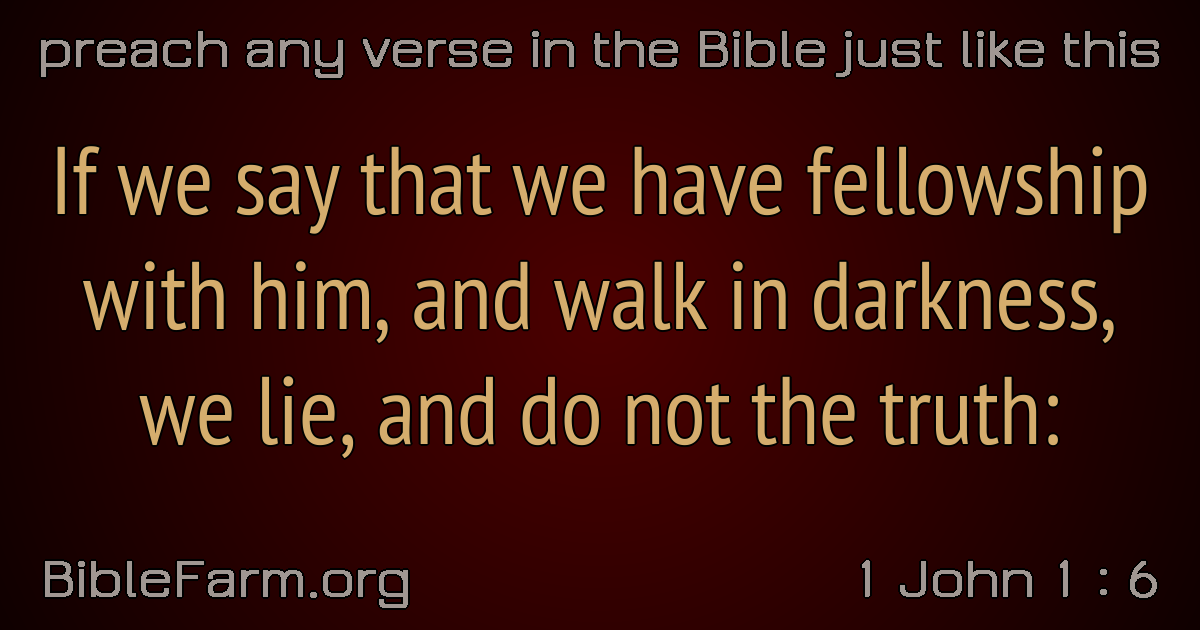 preach any verse in the Bible just like this
If we say that we have fellowship
with him, and walk in darkness,
we lie, and do not the truth:
BibleFarm.org
1 John 1 : 6